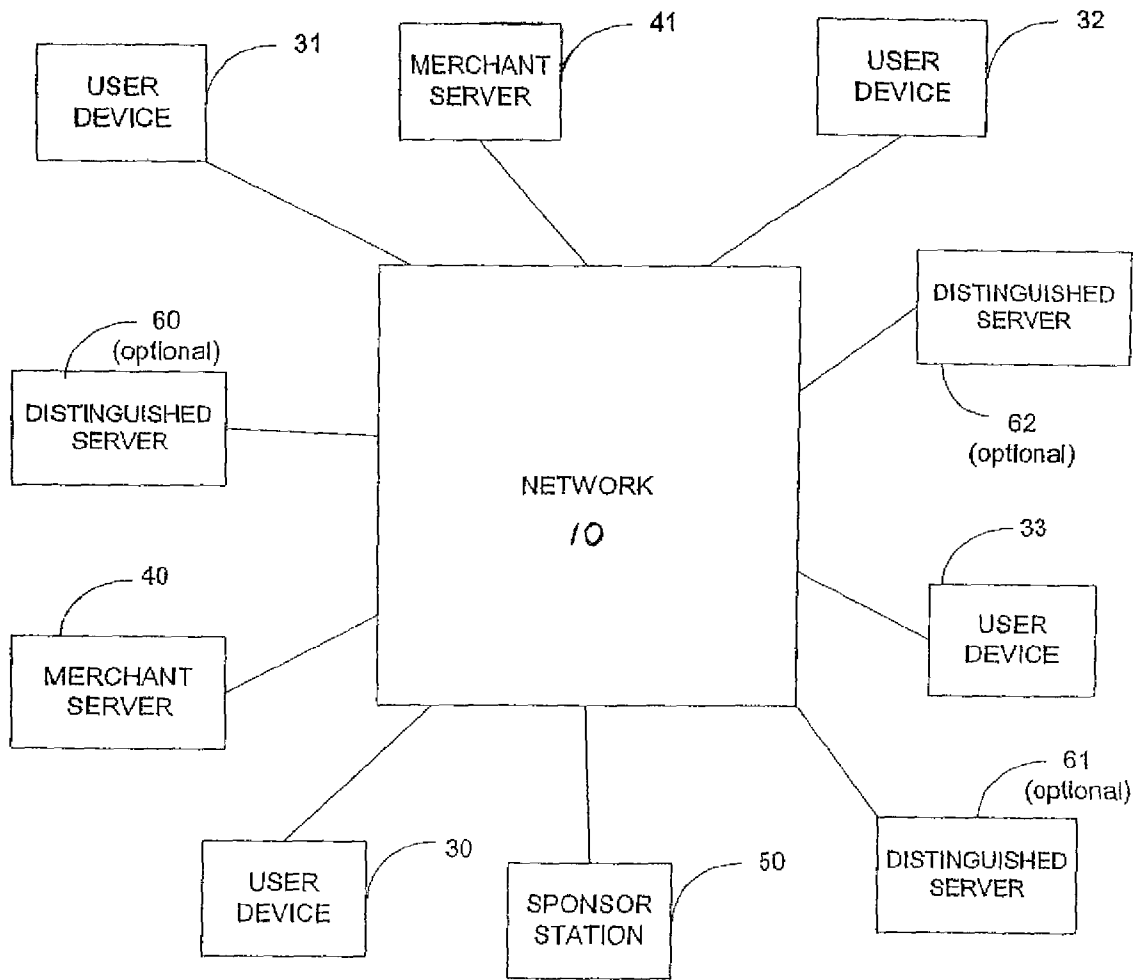 31
USER
DEVICE
41
MERCHANT
SERVER
32
USER
DEVICE
60
(optional)
DISTINGUISHED
SERVER
DISTINGUISHED
SERVER
62
(optional)
NETWORK
10
40
MERCHANT
SERVER
33
USER
DEVICE
30
USER
DEVICE
50
SPONSOR
STATION
61
(optional)
DISTINGUISHED
SERVER